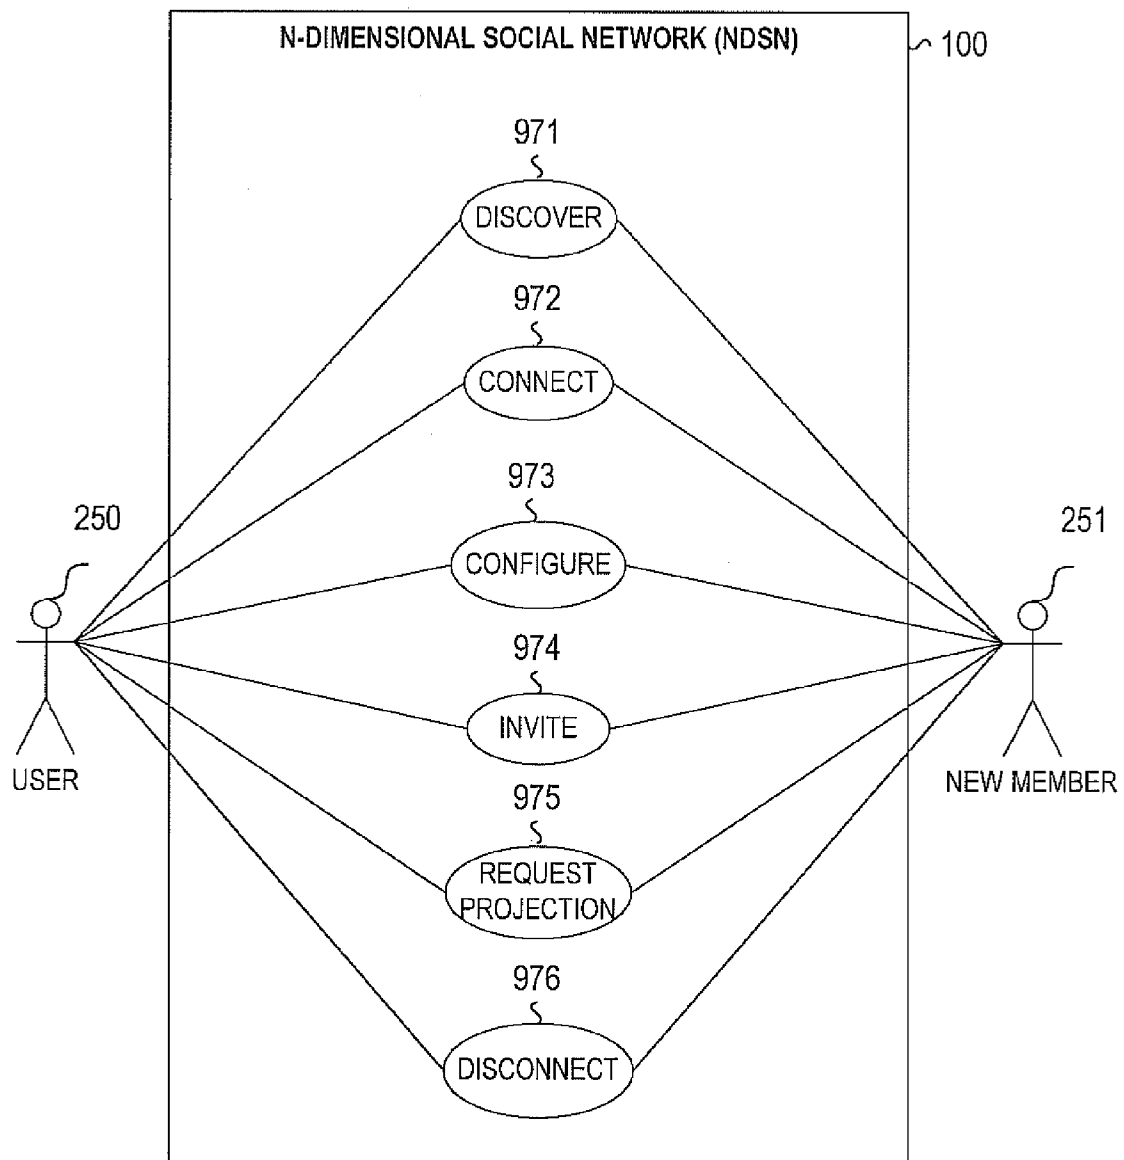 N-DIMENSIONAL SOCIAL NETWORK (NDSN)
100
971
DISCOVER
972
CONNECT
973
CONFIGURE
250
251
974
INVITE
USER
NEW MEMBER
975
REQUEST
PROJECTION
976
DISCONNECT